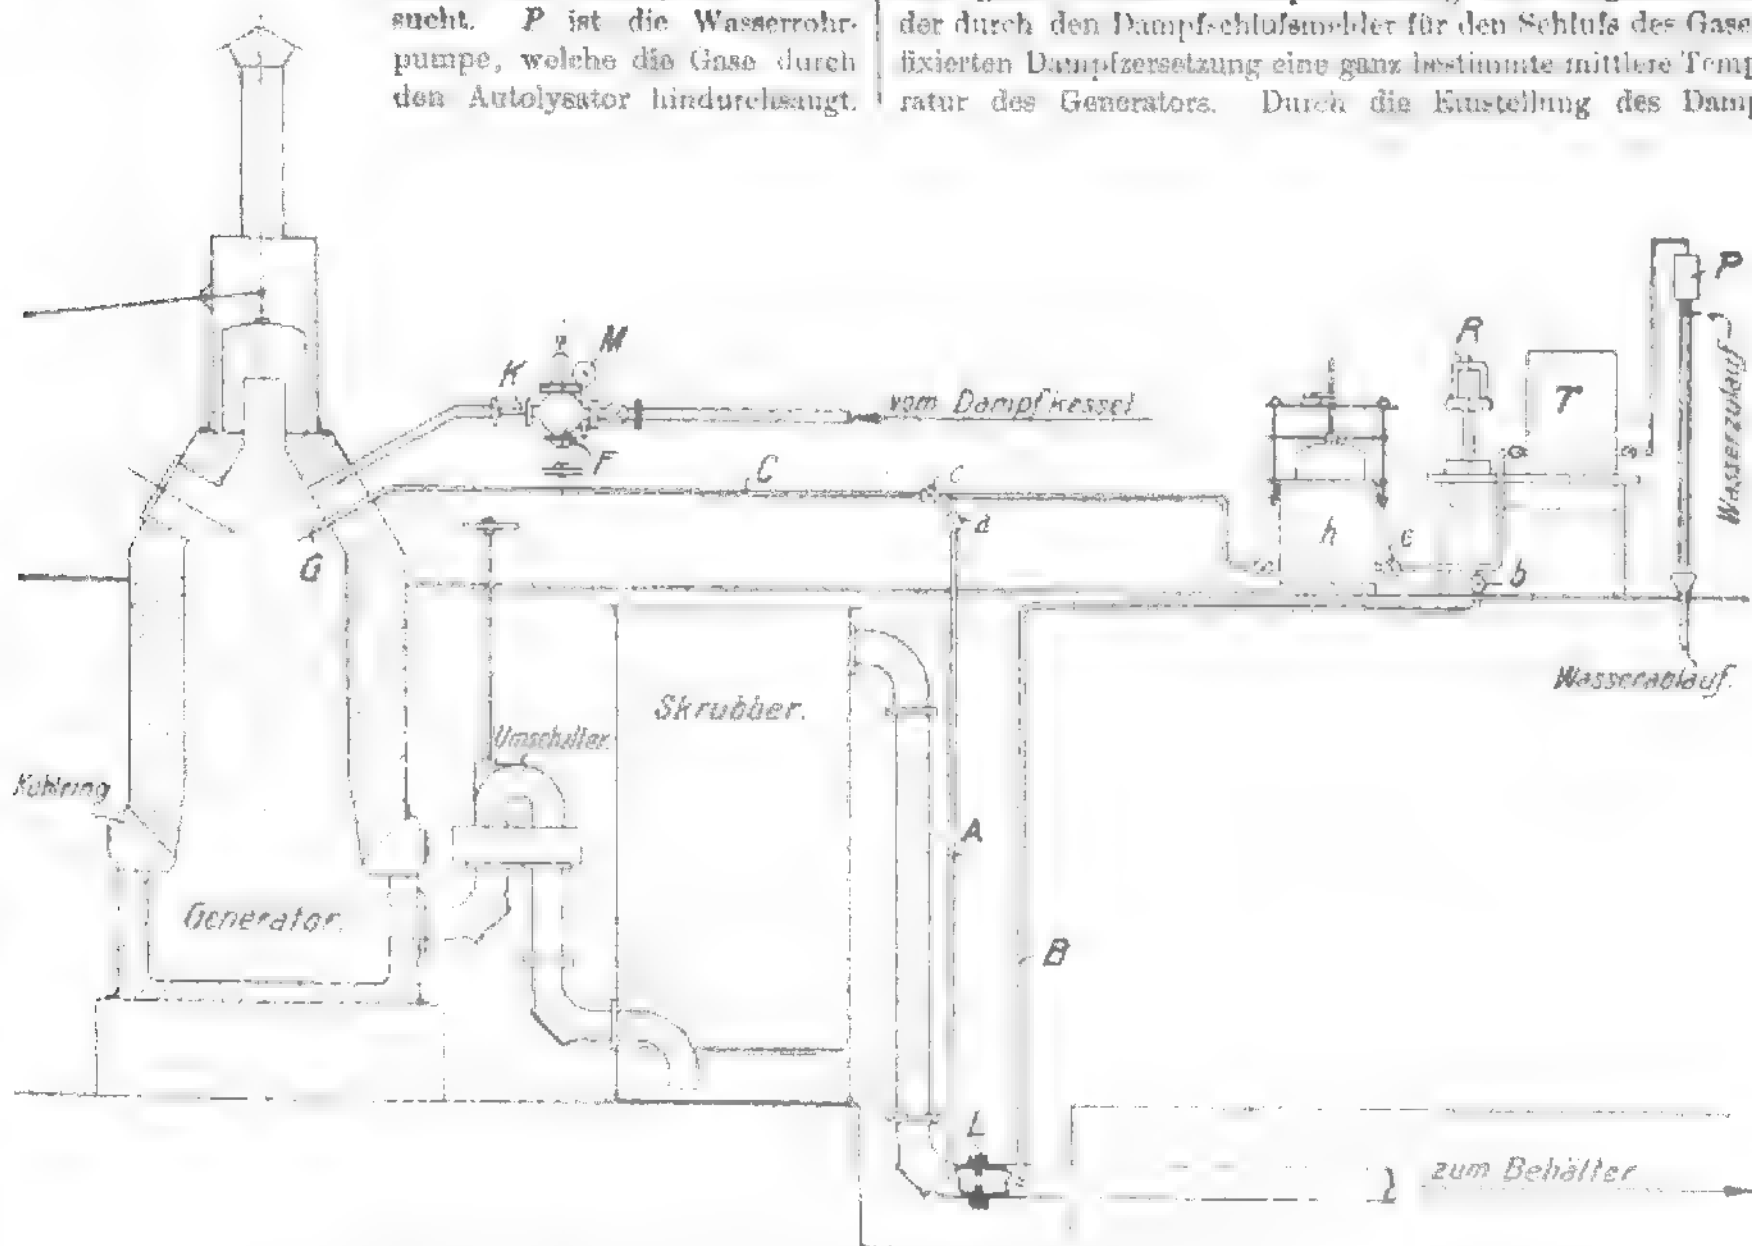 sucht. P ist die Wasserrohr-
pumpe, welche die Gase durch
den Autolysator hindurchsaugt.
der durch den Dampfschlußmelder für den Schluß des Gase
fixierten Dampfzersetzung eine ganz bestimmte mittlere Temp
ratur des Generators. Durch die Einstellung des Damp
P
M
K
R
T
vom Dampfkessel
F
C
c
Wasserzulauf
d
h
e
G
b
Skrubber.
Wasserablauf.
Umschalter.
Kühlring
A
Generator.
B
L
zum Behälter